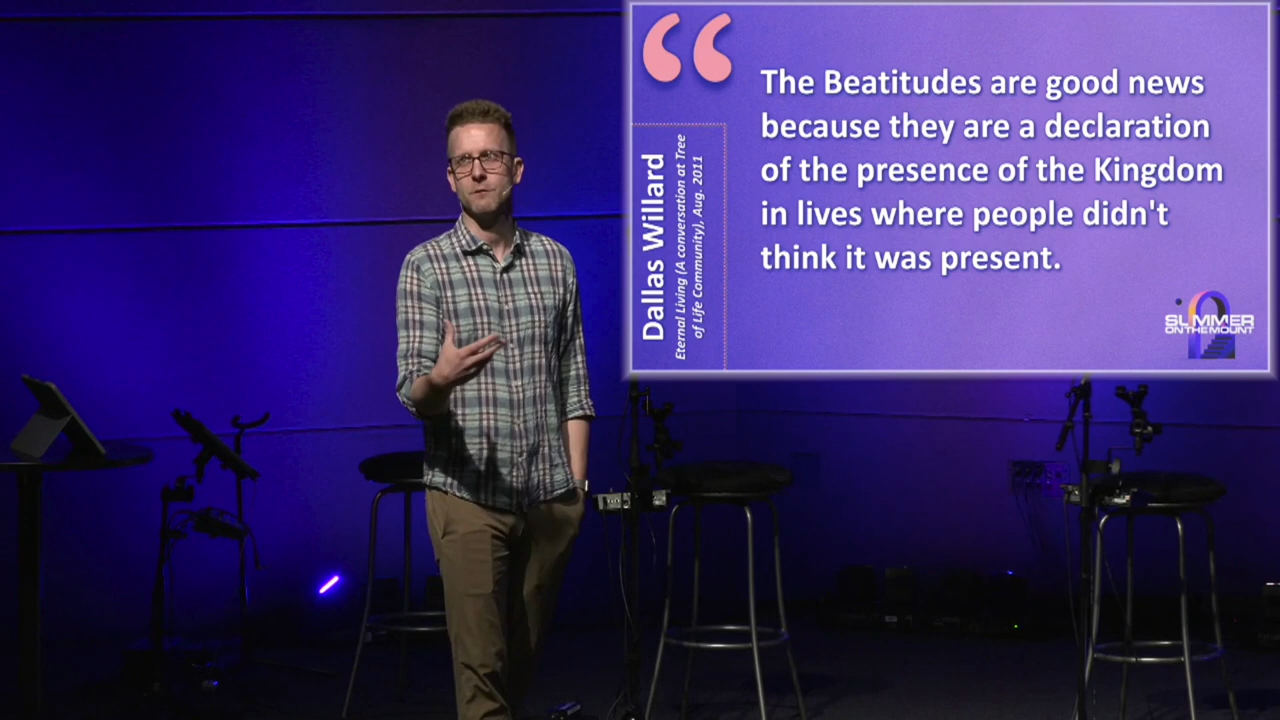 The Beatitudes are good news
because they are a declaration
of the presence of the Kingdom
in lives where people didn't
think it was present.
Dallas Willard
Eternal Living (A conversation at Tree
of Life Community), Aug. 2011
SUMMER
ON THE MOUNT